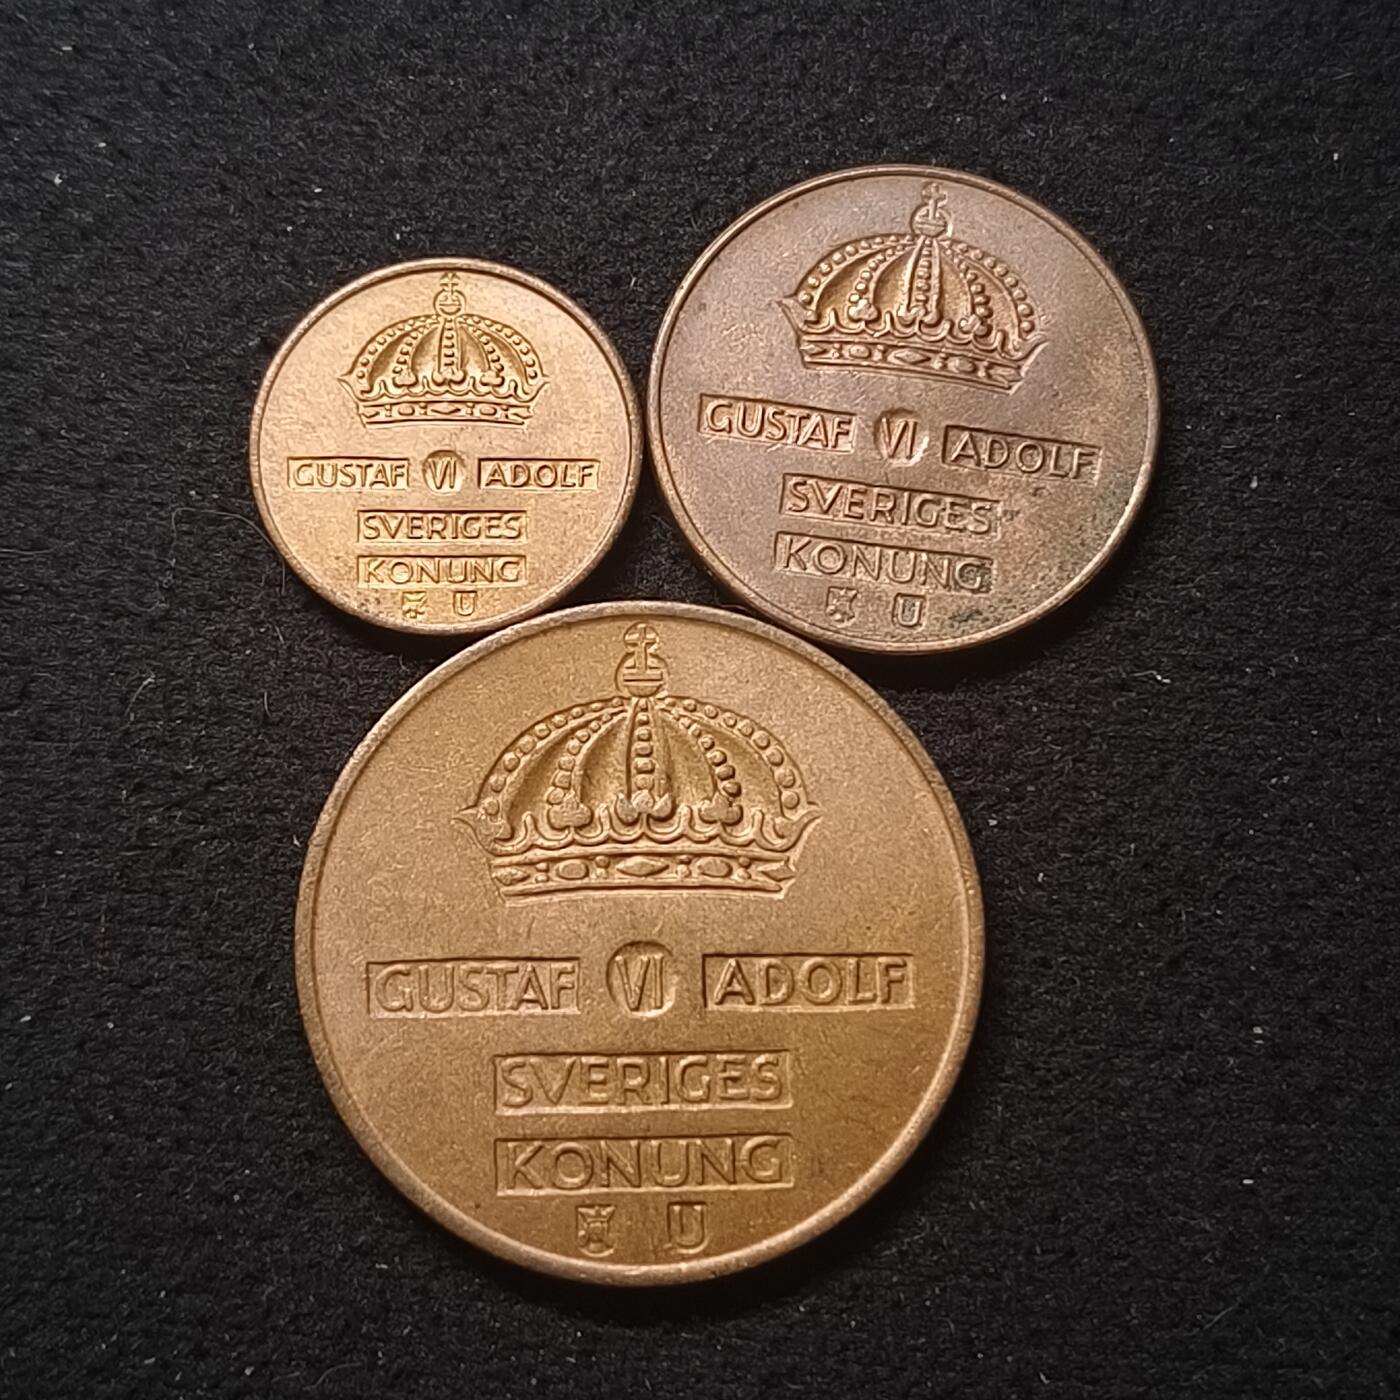 GUSTAF VI ADOLF
SVERIGES
KONUNG
U
GUSTAF VI ADOLF
SVERIGES
KONUNG
U
GUSTAF VI ADOLF
SVERIGES
KONUNG
U